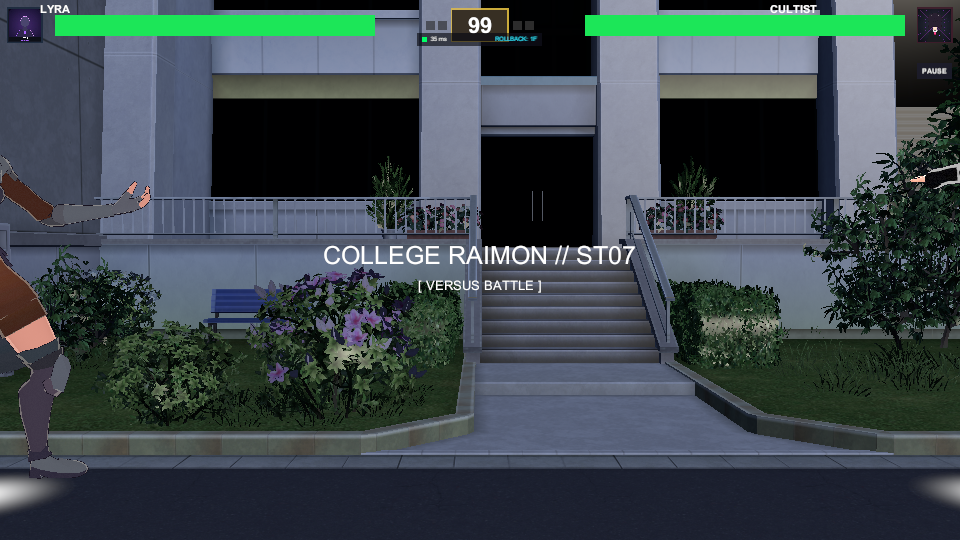 LYRA
CULTIST
99
35 ms
ROLLBACK: 1F
PAUSE
COLLEGE RAIMON // ST07
[ VERSUS BATTLE ]